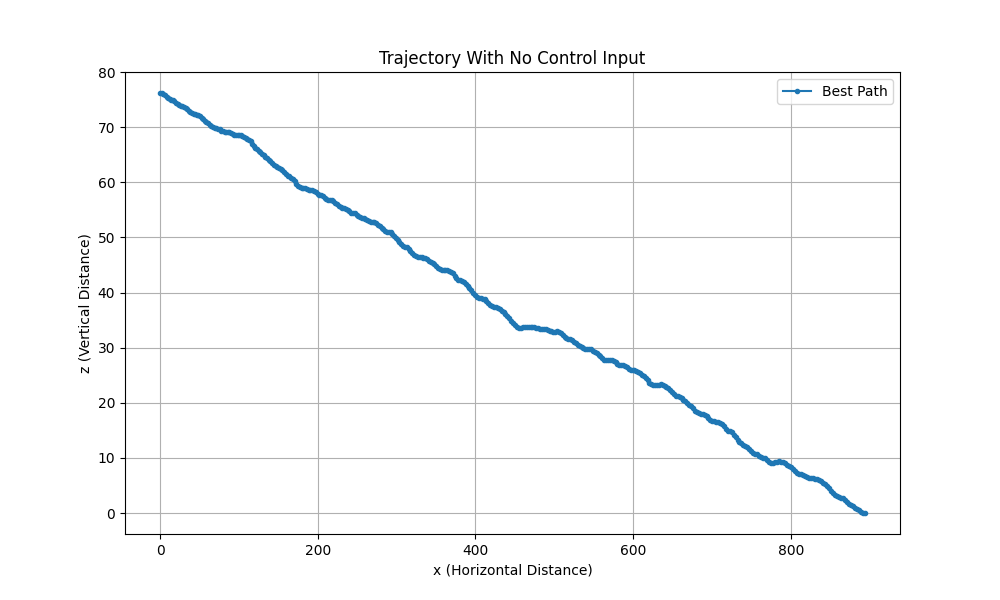 Trajectory With No Control Input
Best Path
z (Vertical Distance)
80
70
60
50
40
30
20
10
0
0 200 400 600 800
x (Horizontal Distance)